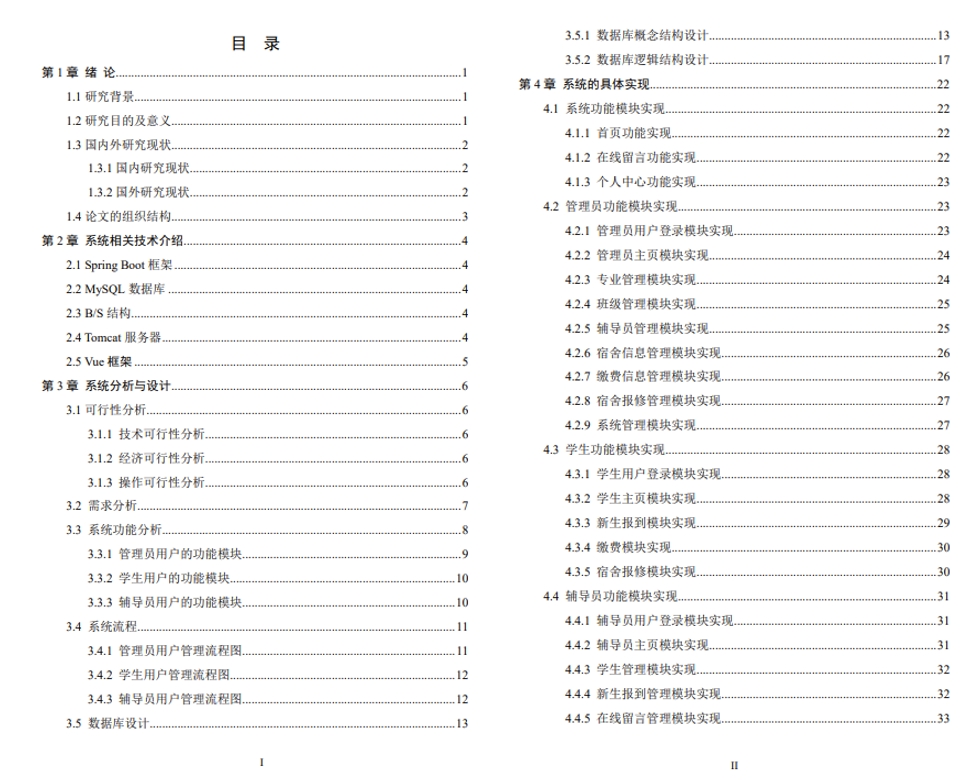 目 录
第 1 章 绪 论..........1
1.1 研究背景..........1
1.2 研究目的及意义..........1
1.3 国内外研究现状..........2
1.3.1 国内研究现状..........2
1.3.2 国外研究现状..........2
1.4 论文的组织结构..........3
第 2 章 系统相关技术介绍..........4
2.1 Spring Boot 框架..........4
2.2 MySQL 数据库..........4
2.3 B/S 结构..........4
2.4 Tomcat 服务器..........4
2.5 Vue 框架..........5
第 3 章 系统分析与设计..........6
3.1 可行性分析..........6
3.1.1 技术可行性分析..........6
3.1.2 经济可行性分析..........6
3.1.3 操作可行性分析..........6
3.2 需求分析..........7
3.3 系统功能分析..........8
3.3.1 管理员用户的功能模块..........9
3.3.2 学生用户的功能模块..........10
3.3.3 辅导员用户的功能模块..........10
3.4 系统流程..........11
3.4.1 管理员用户管理流程图..........11
3.4.2 学生用户管理流程图..........12
3.4.3 辅导员用户管理流程图..........12
3.5 数据库设计..........13
I
3.5.1 数据库概念结构设计..........13
3.5.2 数据库逻辑结构设计..........17
第 4 章 系统的具体实现..........22
4.1 系统功能模块实现..........22
4.1.1 首页功能实现..........22
4.1.2 在线留言功能实现..........22
4.1.3 个人中心功能实现..........23
4.2 管理员功能模块实现..........23
4.2.1 管理员用户登录模块实现..........23
4.2.2 管理员主页模块实现..........24
4.2.3 专业管理模块实现..........24
4.2.4 班级管理模块实现..........25
4.2.5 辅导员管理模块实现..........25
4.2.6 宿舍信息管理模块实现..........26
4.2.7 缴费信息管理模块实现..........26
4.2.8 宿舍报修管理模块实现..........27
4.2.9 系统管理模块实现..........27
4.3 学生功能模块实现..........28
4.3.1 学生用户登录模块实现..........28
4.3.2 学生主页模块实现..........28
4.3.3 新生报到模块实现..........29
4.3.4 缴费模块实现..........30
4.3.5 宿舍报修模块实现..........30
4.4 辅导员功能模块实现..........31
4.4.1 辅导员用户登录模块实现..........31
4.4.2 辅导员主页模块实现..........31
4.4.3 学生管理模块实现..........32
4.4.4 新生报到管理模块实现..........32
4.4.5 在线留言管理模块实现..........33
II